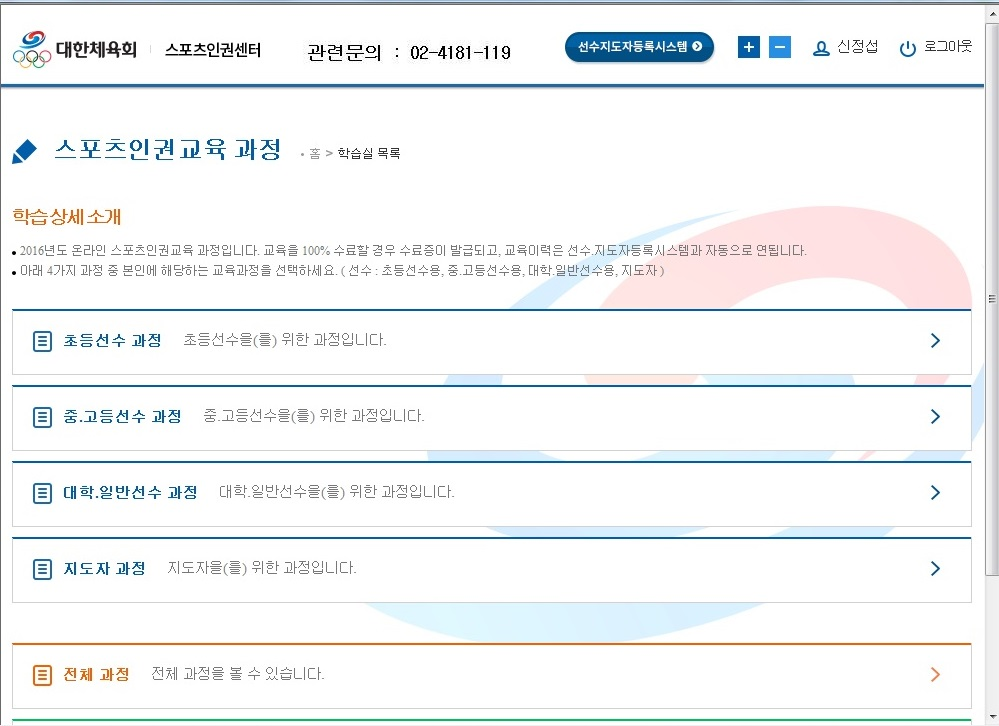 대한체육회 스포츠인권센터 관련문의 : 02-4181-119 선수지도자등록시스템 + - 신정섭 로그아웃
스포츠인권교육 과정 • 홈 > 학습실 목록
학습상세소개
• 2016년도 온라인 스포츠인권교육 과정입니다. 교육을 100% 수료할 경우 수료증이 발급되고, 교육이력은 선수.지도자등록시스템과 자동으로 연됩니다.
• 아래 4가지 과정 중 본인에 해당하는 교육과정을 선택하세요. ( 선수 : 초등선수용, 중.고등선수용, 대학.일반선수용, 지도자 )
초등선수 과정 초등선수을(를) 위한 과정입니다.
중.고등선수 과정 중.고등선수을(를) 위한 과정입니다.
대학.일반선수 과정 대학.일반선수을(를) 위한 과정입니다.
지도자 과정 지도자을(를) 위한 과정입니다.
전체 과정 전체 과정을 볼 수 있습니다.